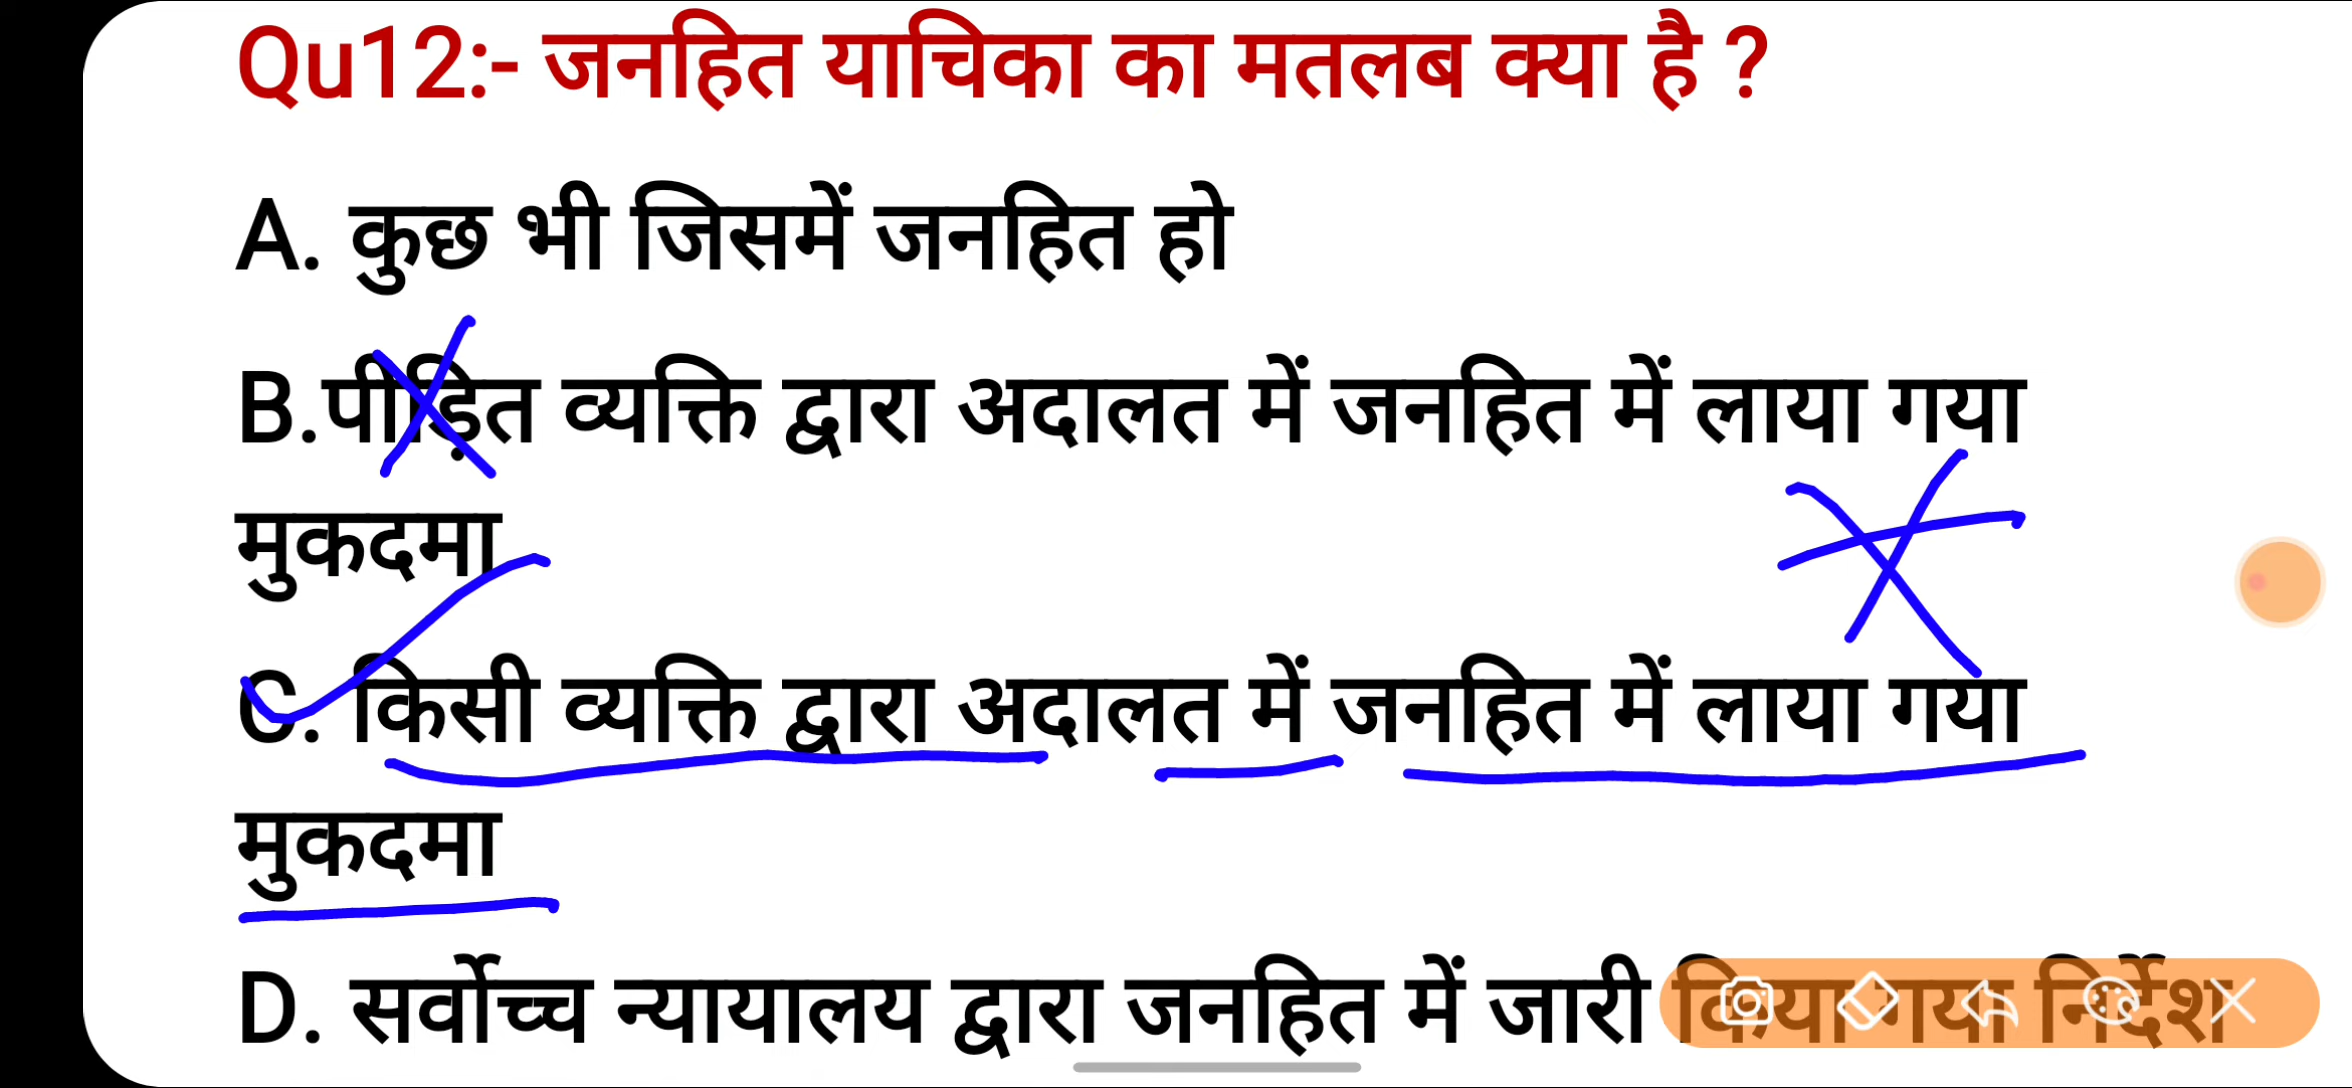 Qu12:- जनहित याचिका का मतलब क्या है ?
A. कुछ भी जिसमें जनहित हो
B.पीड़ित व्यक्ति द्वारा अदालत में जनहित में लाया गया
मुकदमा
C. किसी व्यक्ति द्वारा अदालत में जनहित में लाया गया
मुकदमा
D. सर्वोच्च न्यायालय द्वारा जनहित में जारी किया गया निर्देश